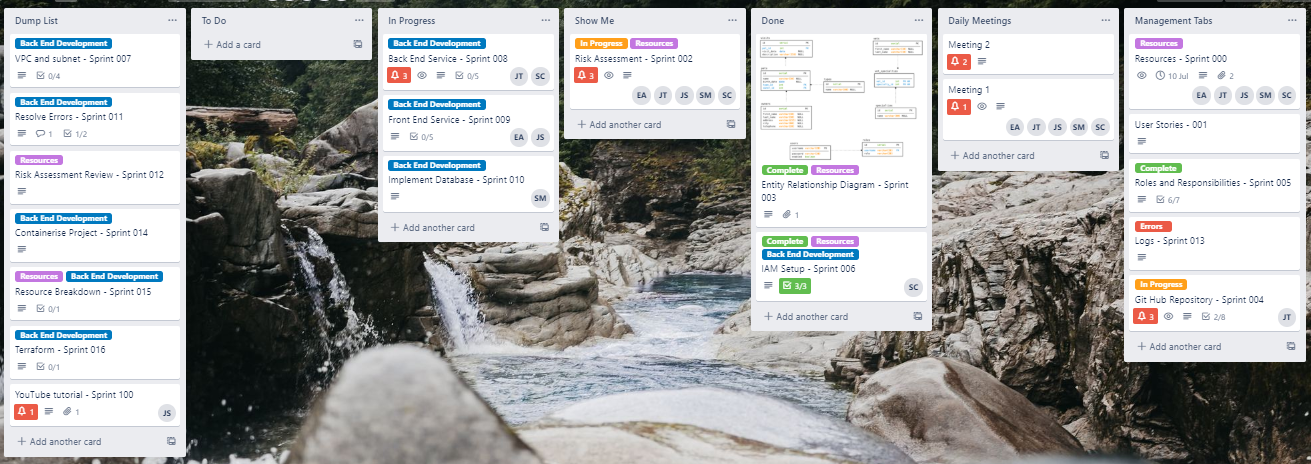 Dump List
Back End Development
VPC and subnet - Sprint 007
0/4
Back End Development
Resolve Errors - Sprint 011
1 1/2
Resources
Risk Assessment Review - Sprint 012
Back End Development
Containerise Project - Sprint 014
Resources Back End Development
Resource Breakdown - Sprint 015
0/1
Back End Development
Terraform - Sprint 016
0/1
YouTube tutorial - Sprint 100
1 1
JS
+ Add another card
To Do
+ Add a card
In Progress
Back End Development
Back End Service - Sprint 008
3 0/5
JT SC
Back End Development
Front End Service - Sprint 009
0/5
EA JS
Back End Development
Implement Database - Sprint 010
SM
+ Add another card
Show Me
In Progress Resources
Risk Assessment - Sprint 002
3
EA JT JS SM SC
+ Add another card
Done
Complete Resources
Entity Relationship Diagram - Sprint
003
1
Complete Resources
Back End Development
IAM Setup - Sprint 006
3/3
SC
+ Add another card
Daily Meetings
Meeting 2
2
Meeting 1
1
EA JT JS SM SC
+ Add another card
Management Tabs
Resources
Resources - Sprint 000
10 Jul 2
EA JT JS SM SC
User Stories - 001
Complete
Roles and Responsibilities - Sprint 005
6/7
Errors
Logs - Sprint 013
In Progress
Git Hub Repository - Sprint 004
3 2/8
JT
+ Add another card